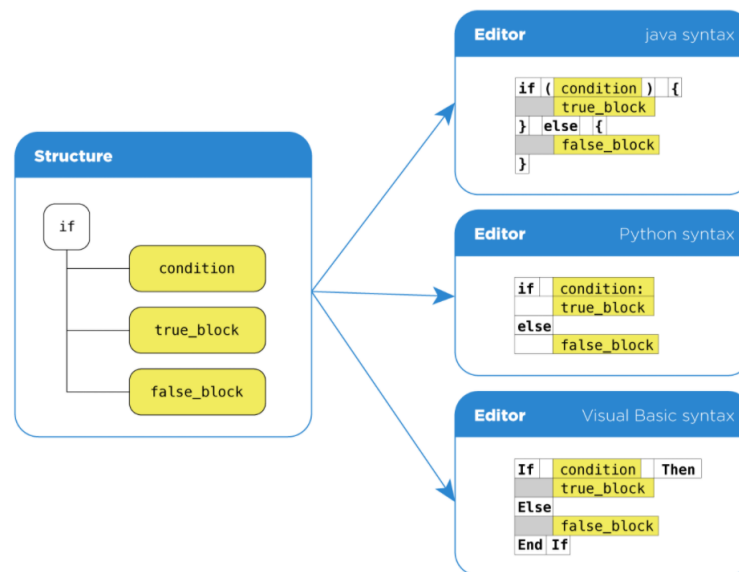 Structure
if
condition
true_block
false_block
Editor java syntax
if ( condition ) {
true_block
} else {
false_block
}
Editor Python syntax
if condition:
true_block
else
false_block
Editor Visual Basic syntax
If condition Then
true_block
Else
false_block
End If